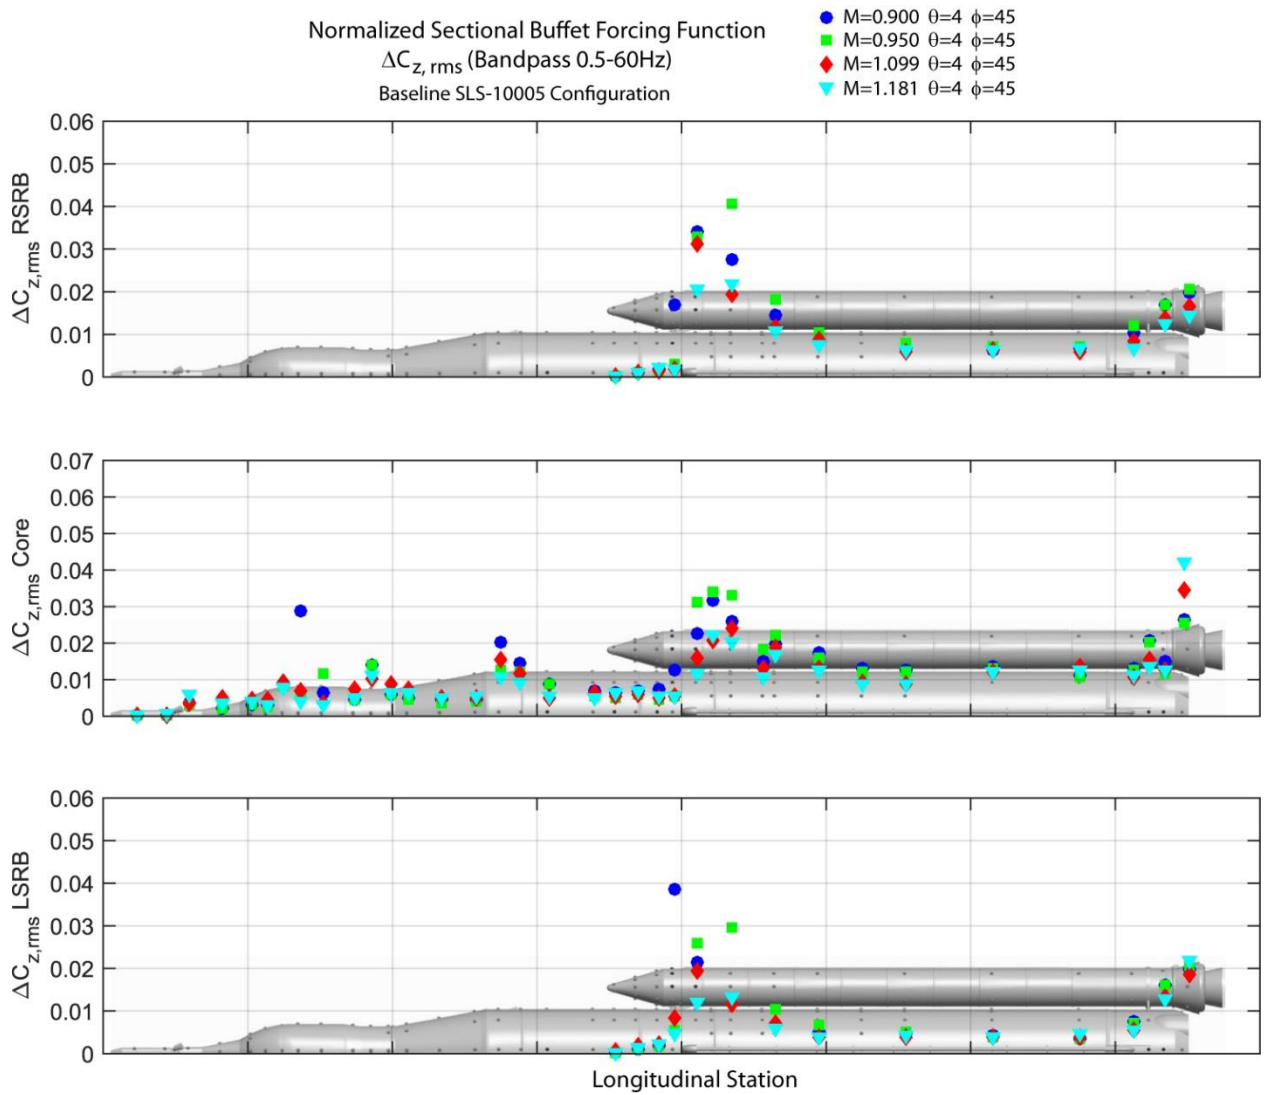 Normalized Sectional Buffet Forcing Function
ΔC_z, rms (Bandpass 0.5-60Hz)
Baseline SLS-10005 Configuration
M=0.900 θ=4 ϕ=45
M=0.950 θ=4 ϕ=45
M=1.099 θ=4 ϕ=45
M=1.181 θ=4 ϕ=45
ΔC_z,rms RSRB
0.06
0.05
0.04
0.03
0.02
0.01
0
ΔC_z,rms Core
0.07
0.06
0.05
0.04
0.03
0.02
0.01
0
ΔC_z,rms LSRB
0.06
0.05
0.04
0.03
0.02
0.01
0
Longitudinal Station